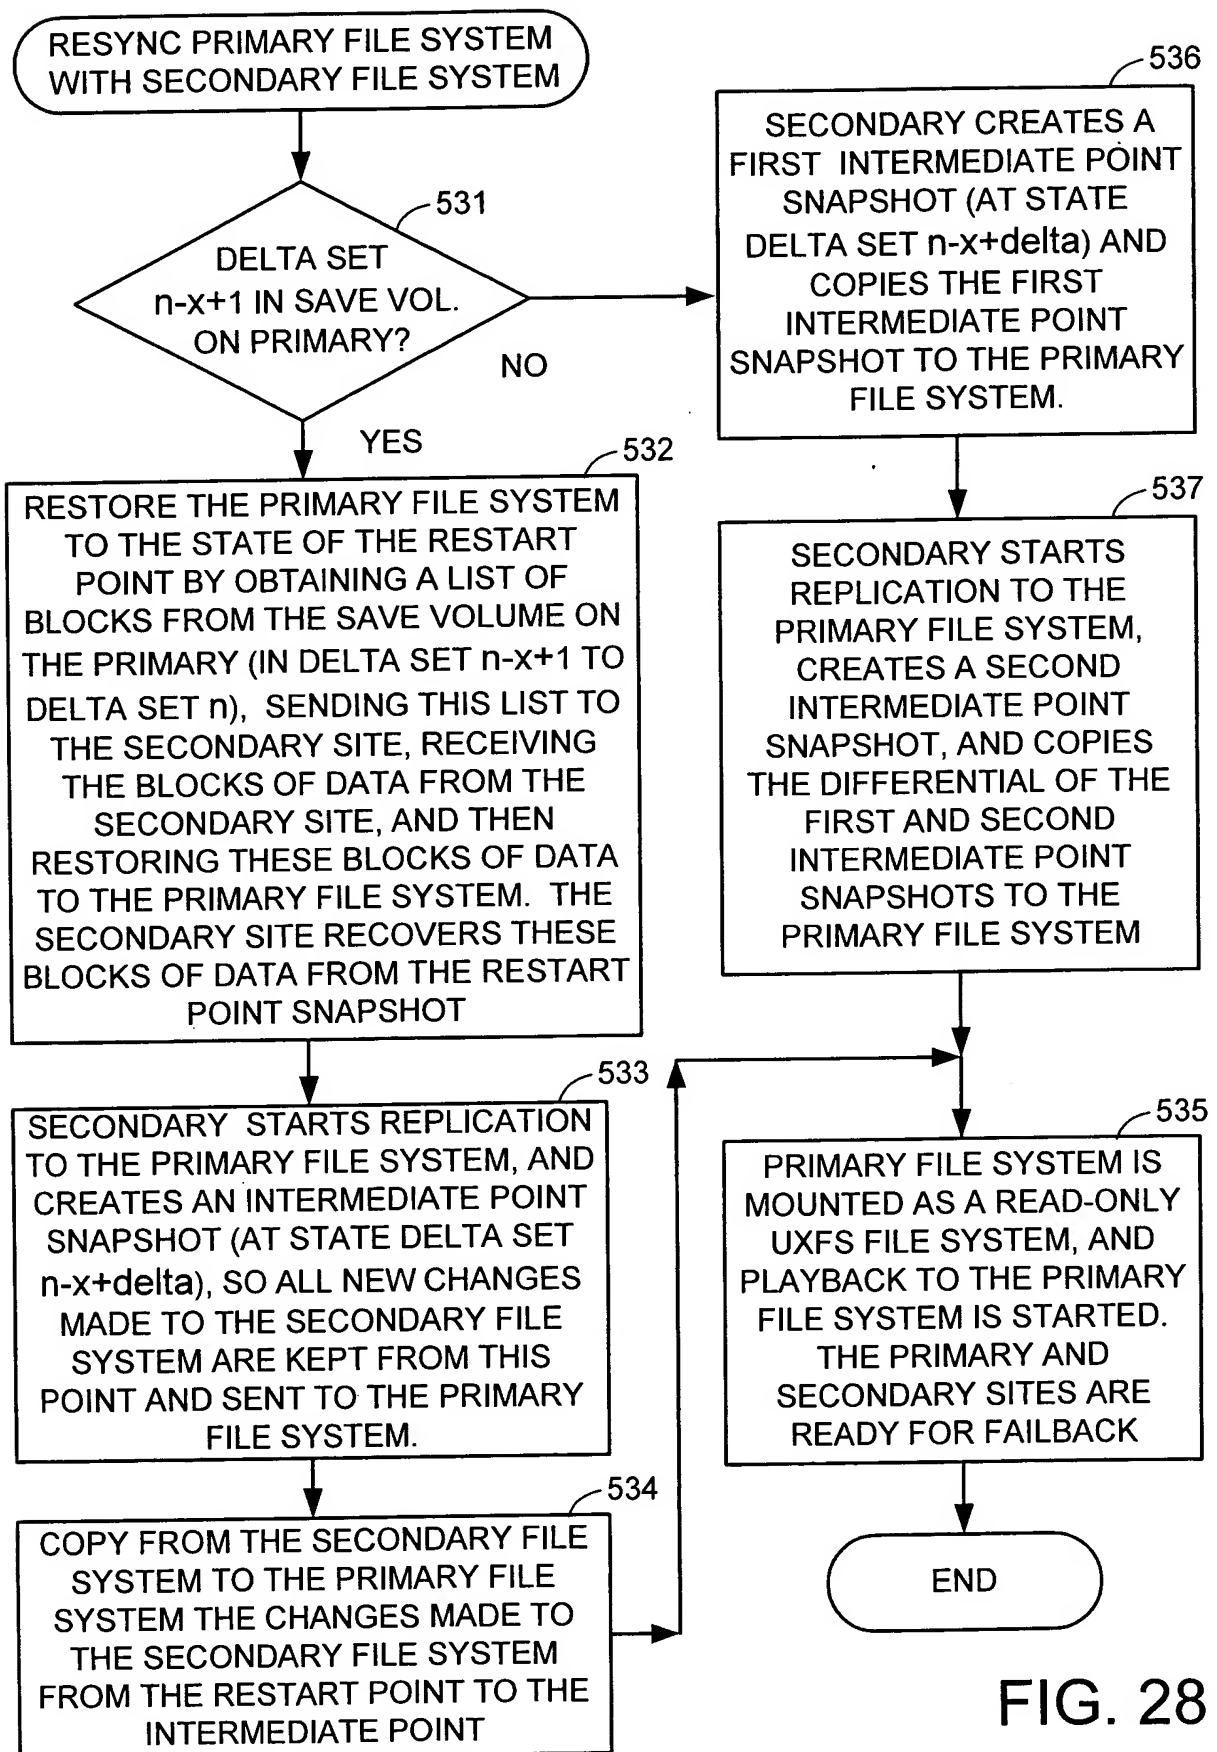 RESYNC PRIMARY FILE SYSTEM
WITH SECONDARY FILE SYSTEM
531
DELTA SET
n-x+1 IN SAVE VOL.
ON PRIMARY?
NO
YES
532
RESTORE THE PRIMARY FILE SYSTEM
TO THE STATE OF THE RESTART
POINT BY OBTAINING A LIST OF
BLOCKS FROM THE SAVE VOLUME ON
THE PRIMARY (IN DELTA SET n-x+1 TO
DELTA SET n), SENDING THIS LIST TO
THE SECONDARY SITE, RECEIVING
THE BLOCKS OF DATA FROM THE
SECONDARY SITE, AND THEN
RESTORING THESE BLOCKS OF DATA
TO THE PRIMARY FILE SYSTEM. THE
SECONDARY SITE RECOVERS THESE
BLOCKS OF DATA FROM THE RESTART
POINT SNAPSHOT
533
SECONDARY STARTS REPLICATION
TO THE PRIMARY FILE SYSTEM, AND
CREATES AN INTERMEDIATE POINT
SNAPSHOT (AT STATE DELTA SET
n-x+delta), SO ALL NEW CHANGES
MADE TO THE SECONDARY FILE
SYSTEM ARE KEPT FROM THIS
POINT AND SENT TO THE PRIMARY
FILE SYSTEM.
534
COPY FROM THE SECONDARY FILE
SYSTEM TO THE PRIMARY FILE
SYSTEM THE CHANGES MADE TO
THE SECONDARY FILE SYSTEM
FROM THE RESTART POINT TO THE
INTERMEDIATE POINT
536
SECONDARY CREATES A
FIRST INTERMEDIATE POINT
SNAPSHOT (AT STATE
DELTA SET n-x+delta) AND
COPIES THE FIRST
INTERMEDIATE POINT
SNAPSHOT TO THE PRIMARY
FILE SYSTEM.
537
SECONDARY STARTS
REPLICATION TO THE
PRIMARY FILE SYSTEM,
CREATES A SECOND
INTERMEDIATE POINT
SNAPSHOT, AND COPIES
THE DIFFERENTIAL OF THE
FIRST AND SECOND
INTERMEDIATE POINT
SNAPSHOTS TO THE
PRIMARY FILE SYSTEM
535
PRIMARY FILE SYSTEM IS
MOUNTED AS A READ-ONLY
UXFS FILE SYSTEM, AND
PLAYBACK TO THE PRIMARY
FILE SYSTEM IS STARTED.
THE PRIMARY AND
SECONDARY SITES ARE
READY FOR FAILBACK
END
FIG. 28